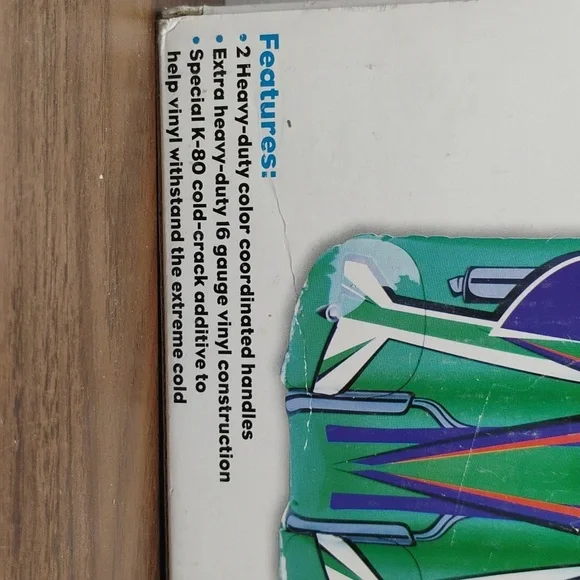 Features:
• 2 Heavy-duty color coordinated handles
• Extra heavy-duty 16 gauge vinyl construction
• Special K-80 cold-crack additive to
help vinyl withstand the extreme cold